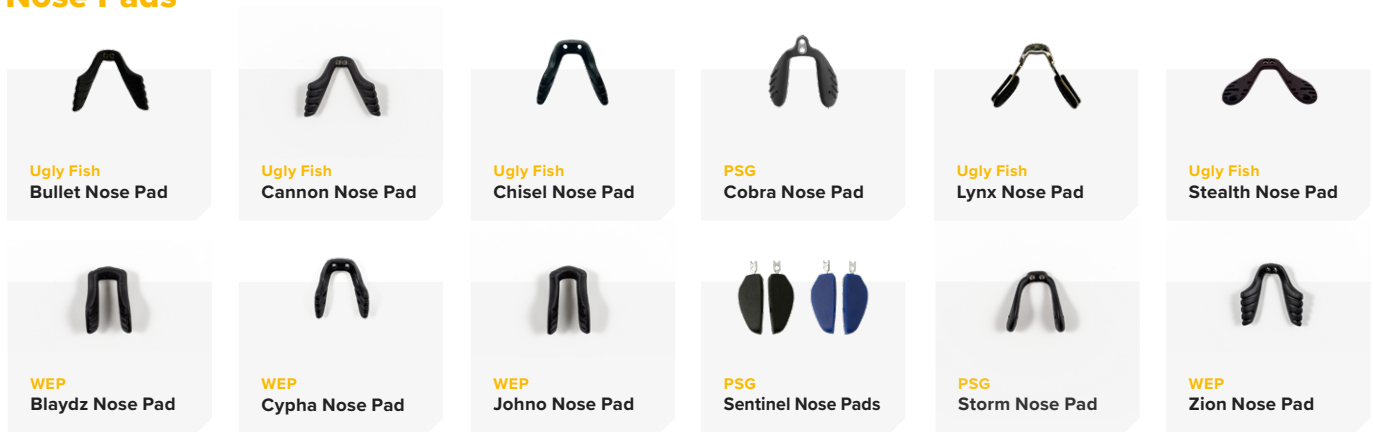 Nose Pads
Ugly Fish
Bullet Nose Pad
Ugly Fish
Cannon Nose Pad
Ugly Fish
Chisel Nose Pad
PSG
Cobra Nose Pad
Ugly Fish
Lynx Nose Pad
Ugly Fish
Stealth Nose Pad
WEP
Blaydz Nose Pad
WEP
Cypha Nose Pad
WEP
Johno Nose Pad
PSG
Sentinel Nose Pads
PSG
Storm Nose Pad
WEP
Zion Nose Pad